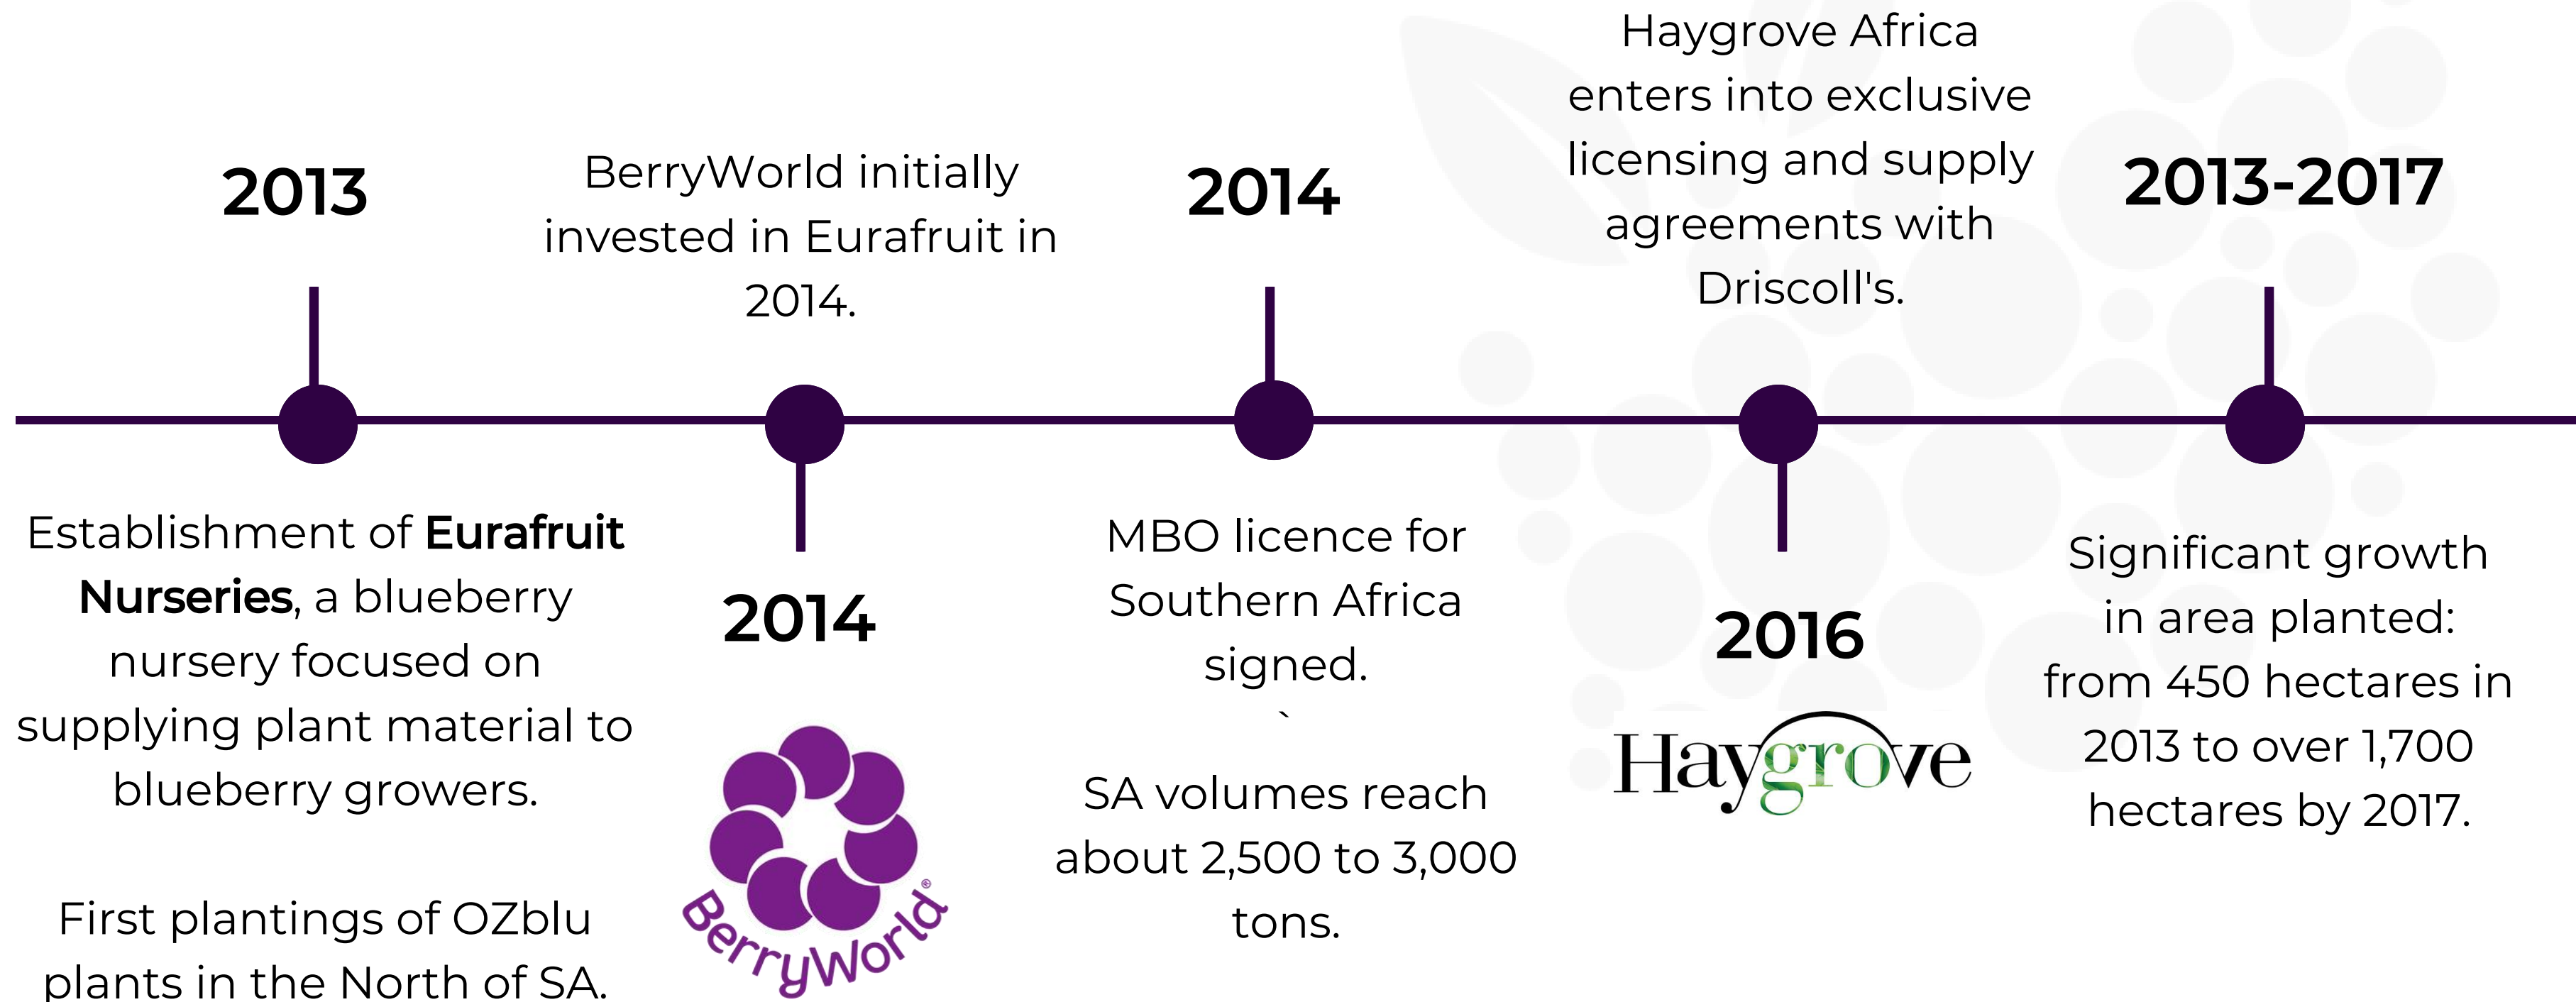 2013
Establishment of Eurafruit
Nurseries, a blueberry
nursery focused on
supplying plant material to
blueberry growers.
First plantings of OZblu
plants in the North of SA.
BerryWorld initially
invested in Eurafruit in
2014.
2014
BerryWorld®
2014
MBO licence for
Southern Africa
signed.
`
SA volumes reach
about 2,500 to 3,000
tons.
Haygrove Africa
enters into exclusive
licensing and supply
agreements with
Driscoll's.
2016
Haygrove
2013-2017
Significant growth
in area planted:
from 450 hectares in
2013 to over 1,700
hectares by 2017.